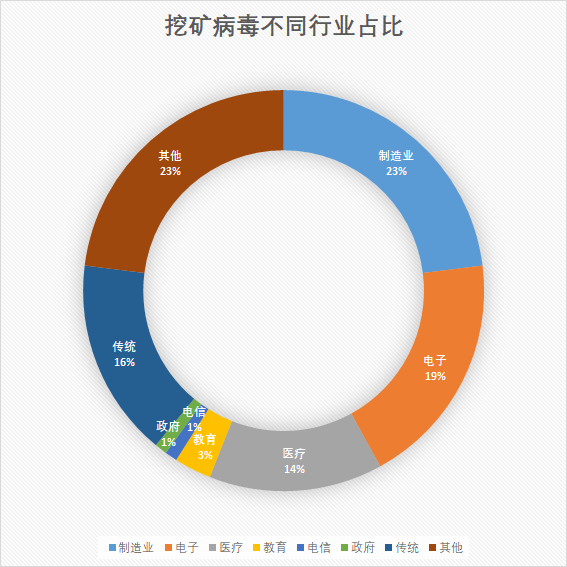 挖矿病毒不同行业占比
其他
23%
制造业
23%
传统
16%
电子
19%
政府
1%
电信
1%
教育
3%
医疗
14%
制造业 电子 医疗 教育 电信 政府 传统 其他